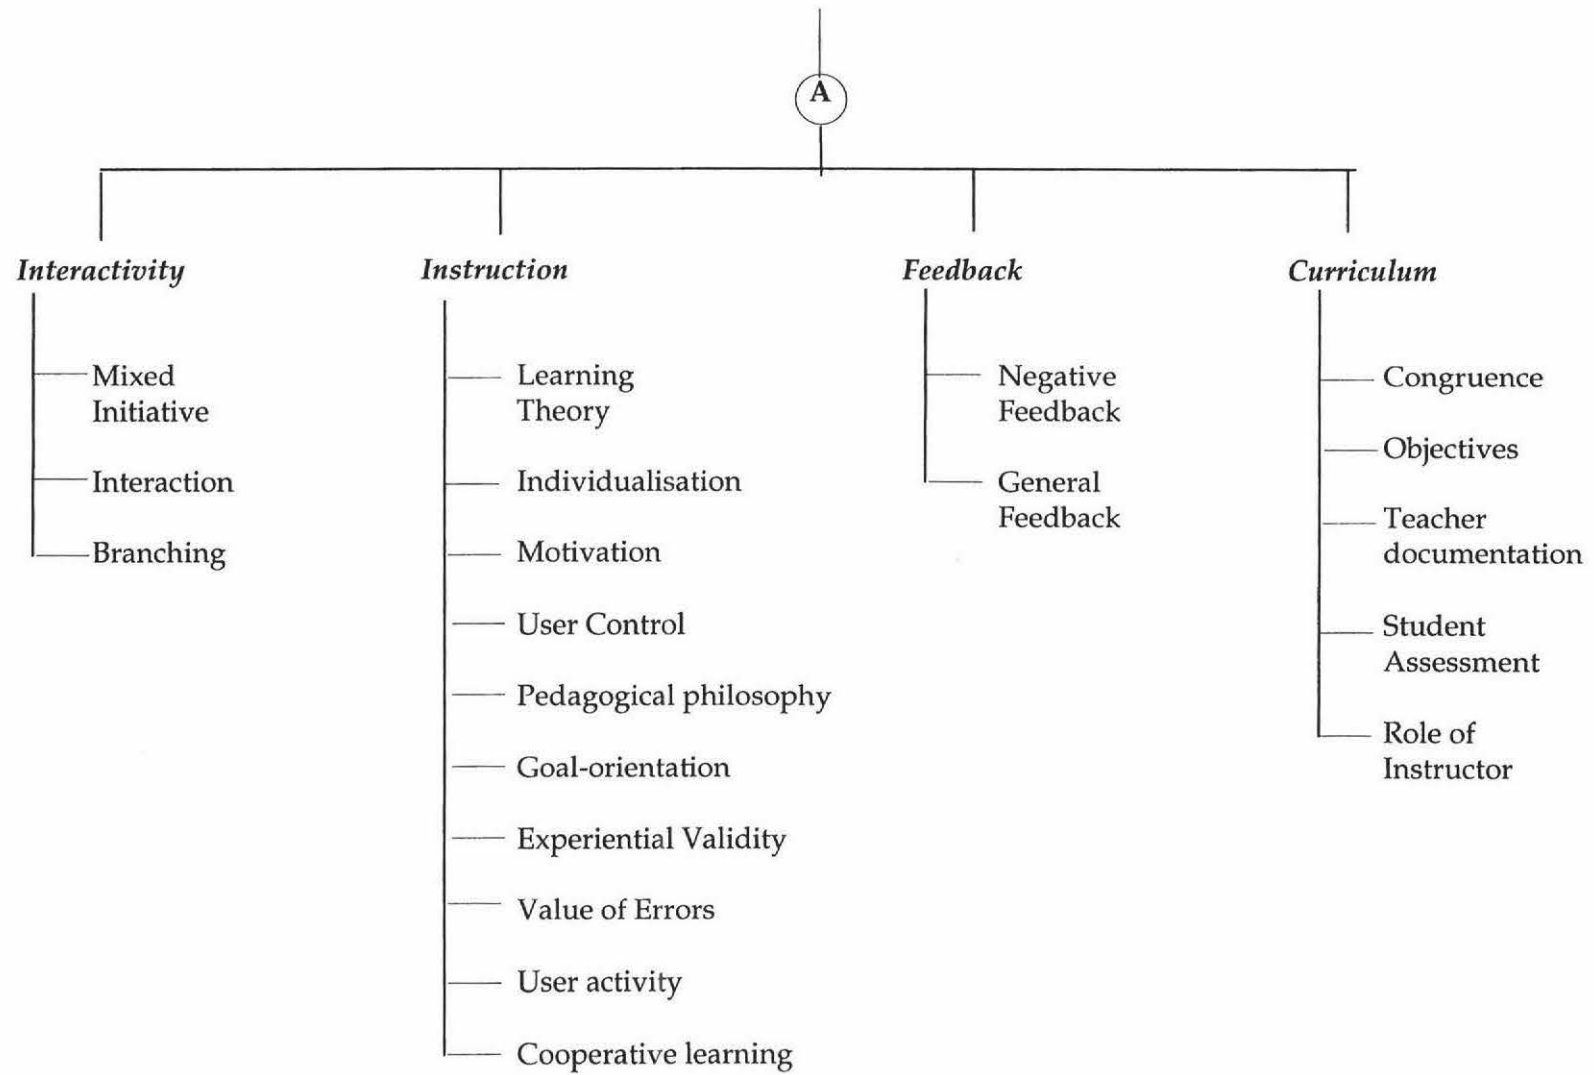 A
Interactivity
Mixed
Initiative
Interaction
Branching
Instruction
Learning
Theory
Individualisation
Motivation
User Control
Pedagogical philosophy
Goal-orientation
Experiential Validity
Value of Errors
User activity
Cooperative learning
Feedback
Negative
Feedback
General
Feedback
Curriculum
Congruence
Objectives
Teacher
documentation
Student
Assessment
Role of
Instructor